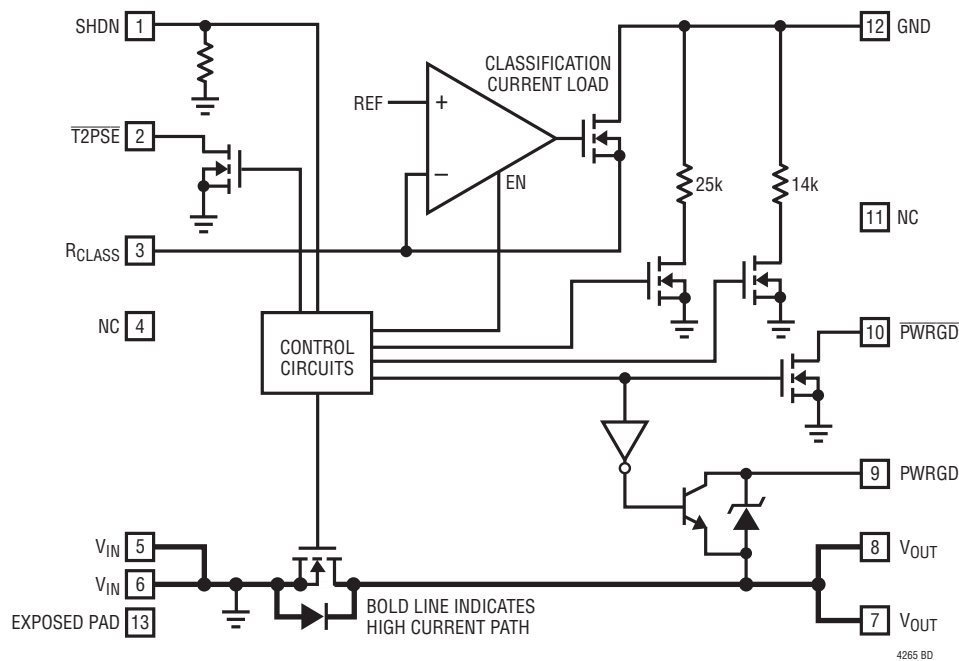 SHDN 1
12 GND
CLASSIFICATION
CURRENT LOAD
REF
+
−
EN
T2PSE 2
25k
14k
11 NC
RCLASS 3
NC 4
10 PWRGD
CONTROL
CIRCUITS
9 PWRGD
VIN 5
8 VOUT
VIN 6
BOLD LINE INDICATES
HIGH CURRENT PATH
EXPOSED PAD 13
7 VOUT
4265 BD